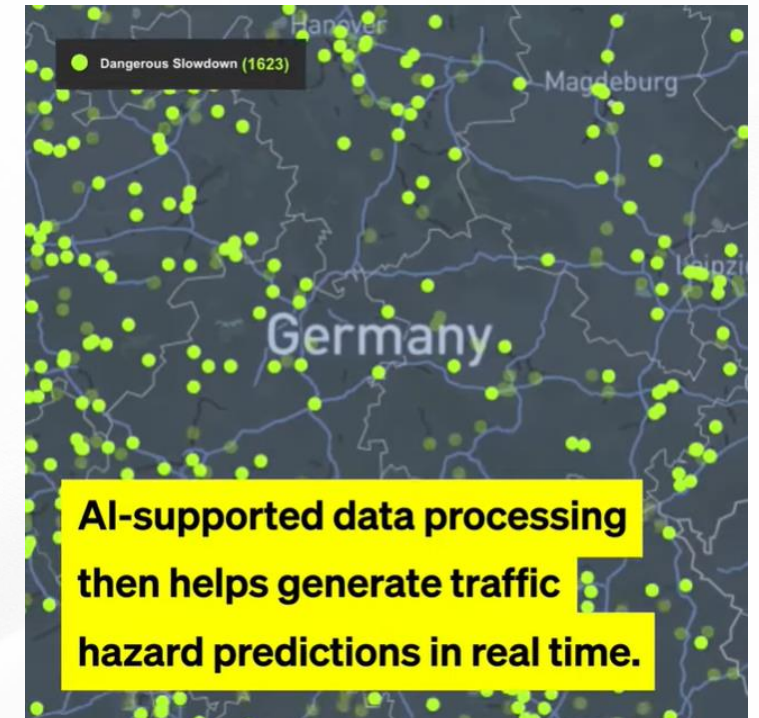 Hanover
Dangerous Slowdown (1623)
Magdeburg
Leipzi
Germany
AI-supported data processing
then helps generate traffic
hazard predictions in real time.